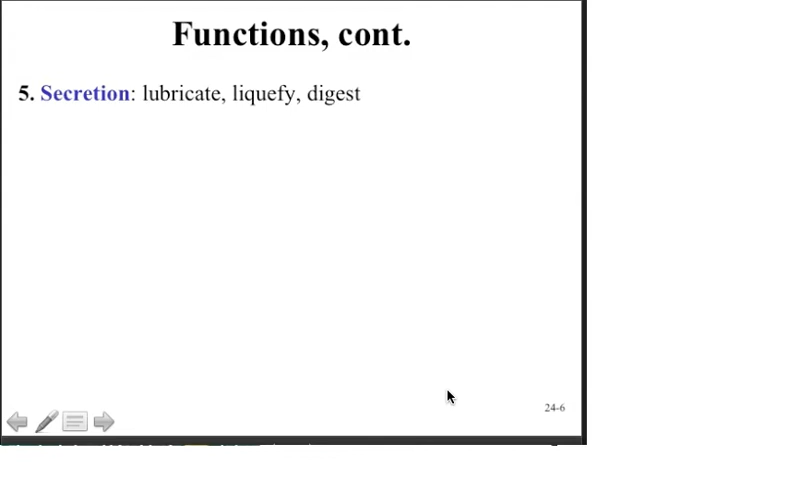 Functions, cont.
5. Secretion: lubricate, liquefy, digest
24-6